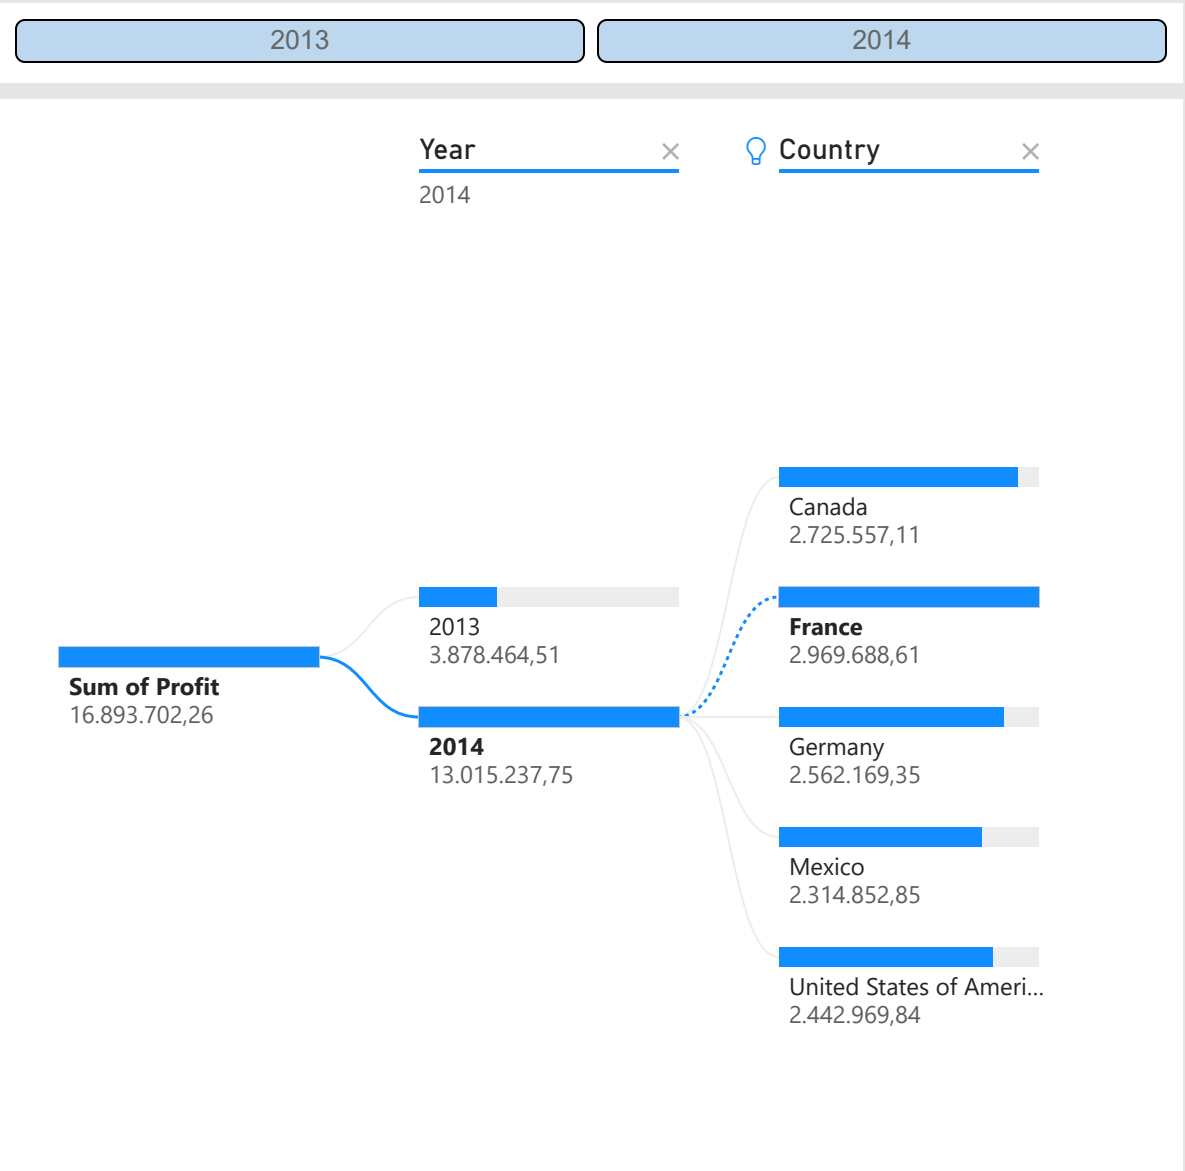 2013
2014
Year
Country
2014
Canada
2.725.557,11
2013
3.878.464,51
France
2.969.688,61
Sum of Profit
16.893.702,26
2014
13.015.237,75
Germany
2.562.169,35
Mexico
2.314.852,85
United States of Ameri...
2.442.969,84